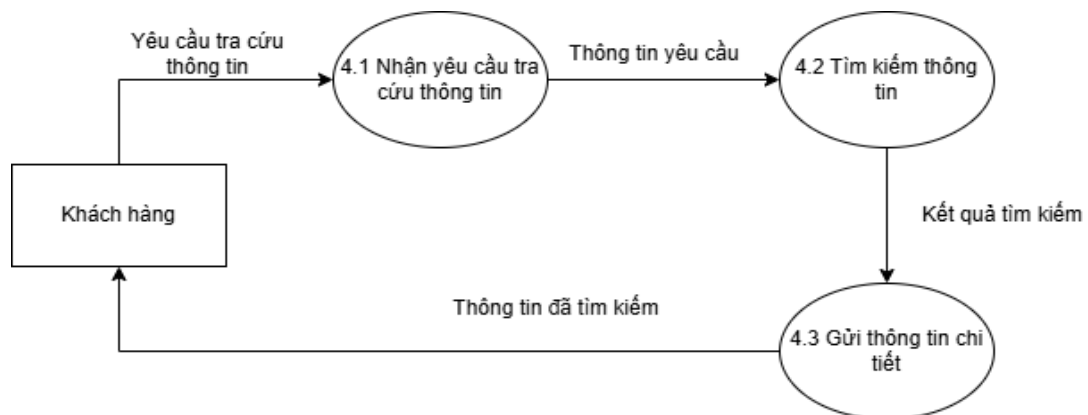 Yêu cầu tra cứu
thông tin
4.1 Nhận yêu cầu tra
cứu thông tin
Thông tin yêu cầu
4.2 Tìm kiếm thông
tin
Khách hàng
Kết quả tìm kiếm
Thông tin đã tìm kiếm
4.3 Gửi thông tin chi
tiết